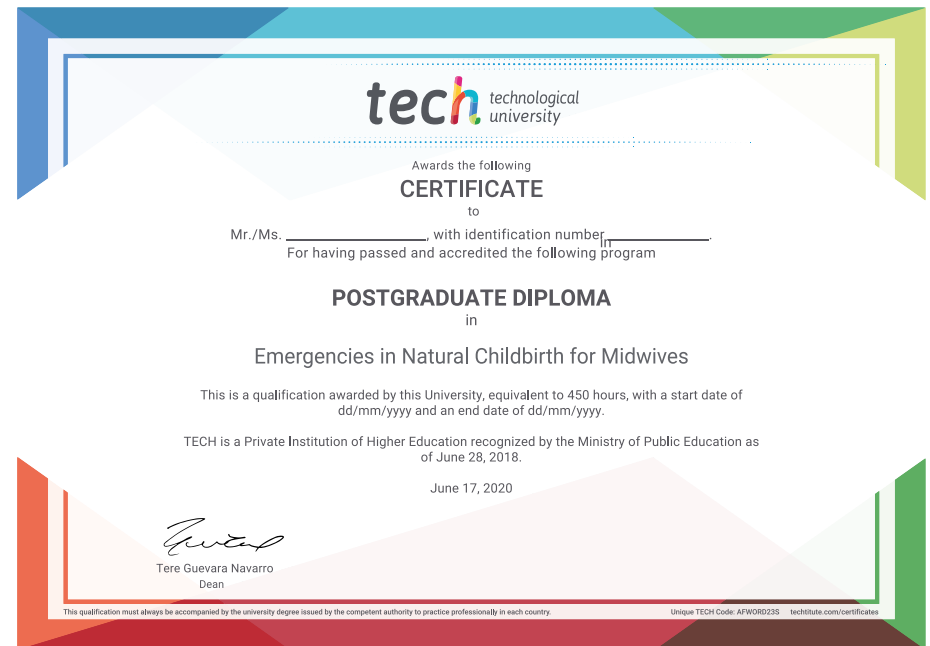 tech technological
university
Awards the following
CERTIFICATE
to
Mr./Ms. ____________________, with identification number______________.
In
For having passed and accredited the following program
POSTGRADUATE DIPLOMA
in
Emergencies in Natural Childbirth for Midwives
This is a qualification awarded by this University, equivalent to 450 hours, with a start date of
dd/mm/yyyy and an end date of dd/mm/yyyy.
TECH is a Private Institution of Higher Education recognized by the Ministry of Public Education as
of June 28, 2018.
June 17, 2020
Tere Guevara Navarro
Dean
This qualification must always be accompanied by the university degree issued by the competent authority to practice professionally in each country.
Unique TECH Code: AFWORD23S techtitute.com/certificates